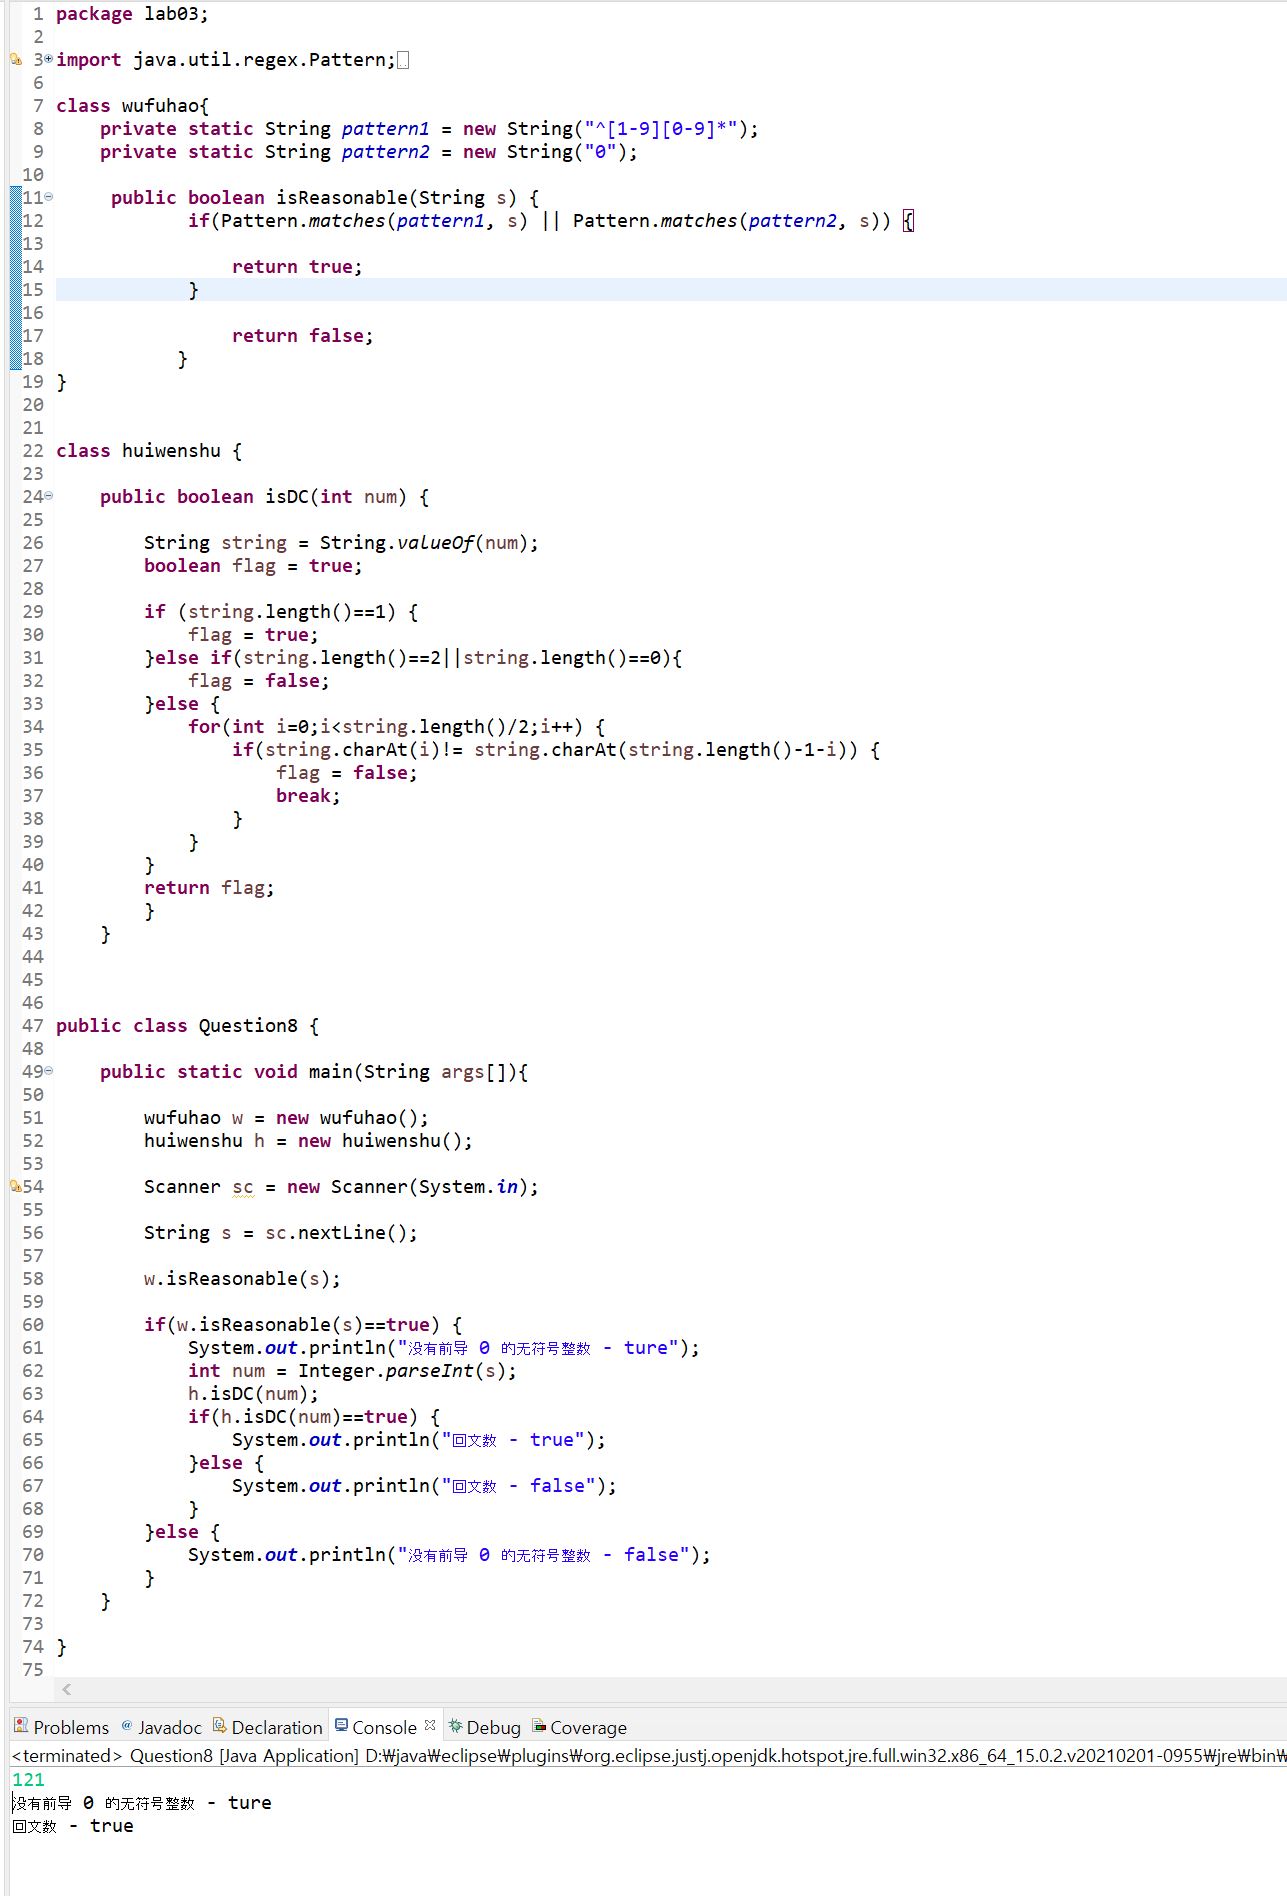 1 package lab03;
2
3 import java.util.regex.Pattern;
6
7 class wufuhao{
8     private static String pattern1 = new String("^[1-9][0-9]*");
9     private static String pattern2 = new String("0");
10
11      public boolean isReasonable(String s) {
12             if(Pattern.matches(pattern1, s) || Pattern.matches(pattern2, s)) {
13
14                 return true;
15             }
16
17                 return false;
18            }
19 }
20
21
22 class huiwenshu {
23
24     public boolean isDC(int num) {
25
26         String string = String.valueOf(num);
27         boolean flag = true;
28
29         if (string.length()==1) {
30             flag = true;
31         }else if(string.length()==2||string.length()==0){
32             flag = false;
33         }else {
34             for(int i=0;i<string.length()/2;i++) {
35                 if(string.charAt(i)!= string.charAt(string.length()-1-i)) {
36                     flag = false;
37                     break;
38                 }
39             }
40         }
41         return flag;
42         }
43     }
44
45
46
47 public class Question8 {
48
49     public static void main(String args[]){
50
51         wufuhao w = new wufuhao();
52         huiwenshu h = new huiwenshu();
53
54         Scanner sc = new Scanner(System.in);
55
56         String s = sc.nextLine();
57
58         w.isReasonable(s);
59
60         if(w.isReasonable(s)==true) {
61             System.out.println("没有前导 0 的无符号整数 - ture");
62             int num = Integer.parseInt(s);
63             h.isDC(num);
64             if(h.isDC(num)==true) {
65                 System.out.println("回文数 - true");
66             }else {
67                 System.out.println("回文数 - false");
68             }
69         }else {
70             System.out.println("没有前导 0 的无符号整数 - false");
71         }
72     }
73
74 }
75
Problems @ Javadoc Declaration Console Debug Coverage
<terminated> Question8 [Java Application] D:₩java₩eclipse₩plugins₩org.eclipse.justj.openjdk.hotspot.jre.full.win32.x86_64_15.0.2.v20210201-0955₩jre₩bin₩
121
没有前导 0 的无符号整数 - ture
回文数 - true